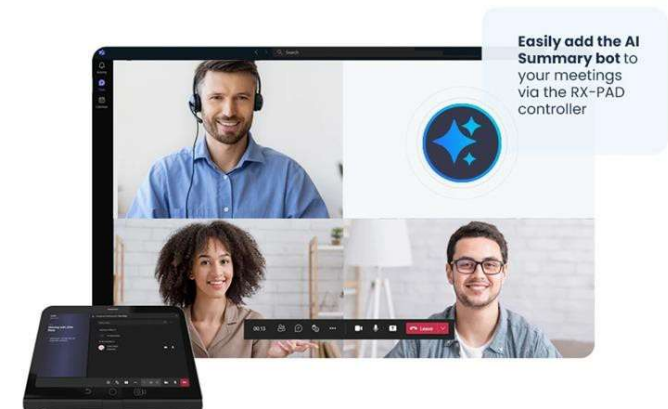 Search
Easily add the AI
Summary bot to
your meetings
via the RX-PAD
controller
00:13
Leave